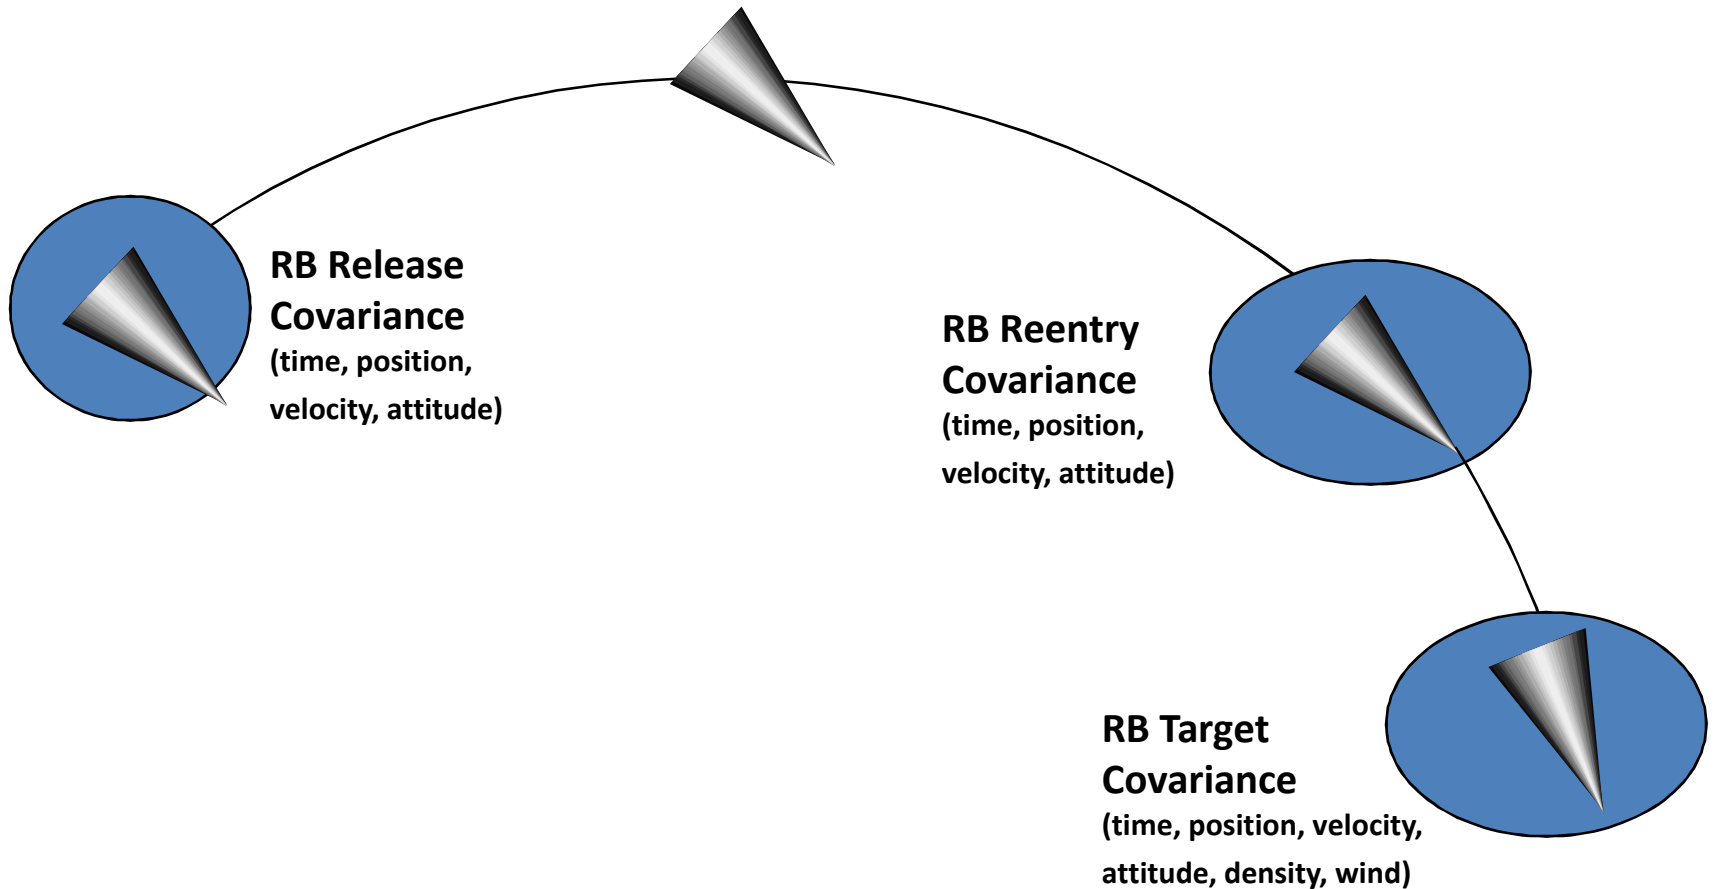 RB Release
Covariance
(time, position,
velocity, attitude)
RB Reentry
Covariance
(time, position,
velocity, attitude)
RB Target
Covariance
(time, position, velocity,
attitude, density, wind)